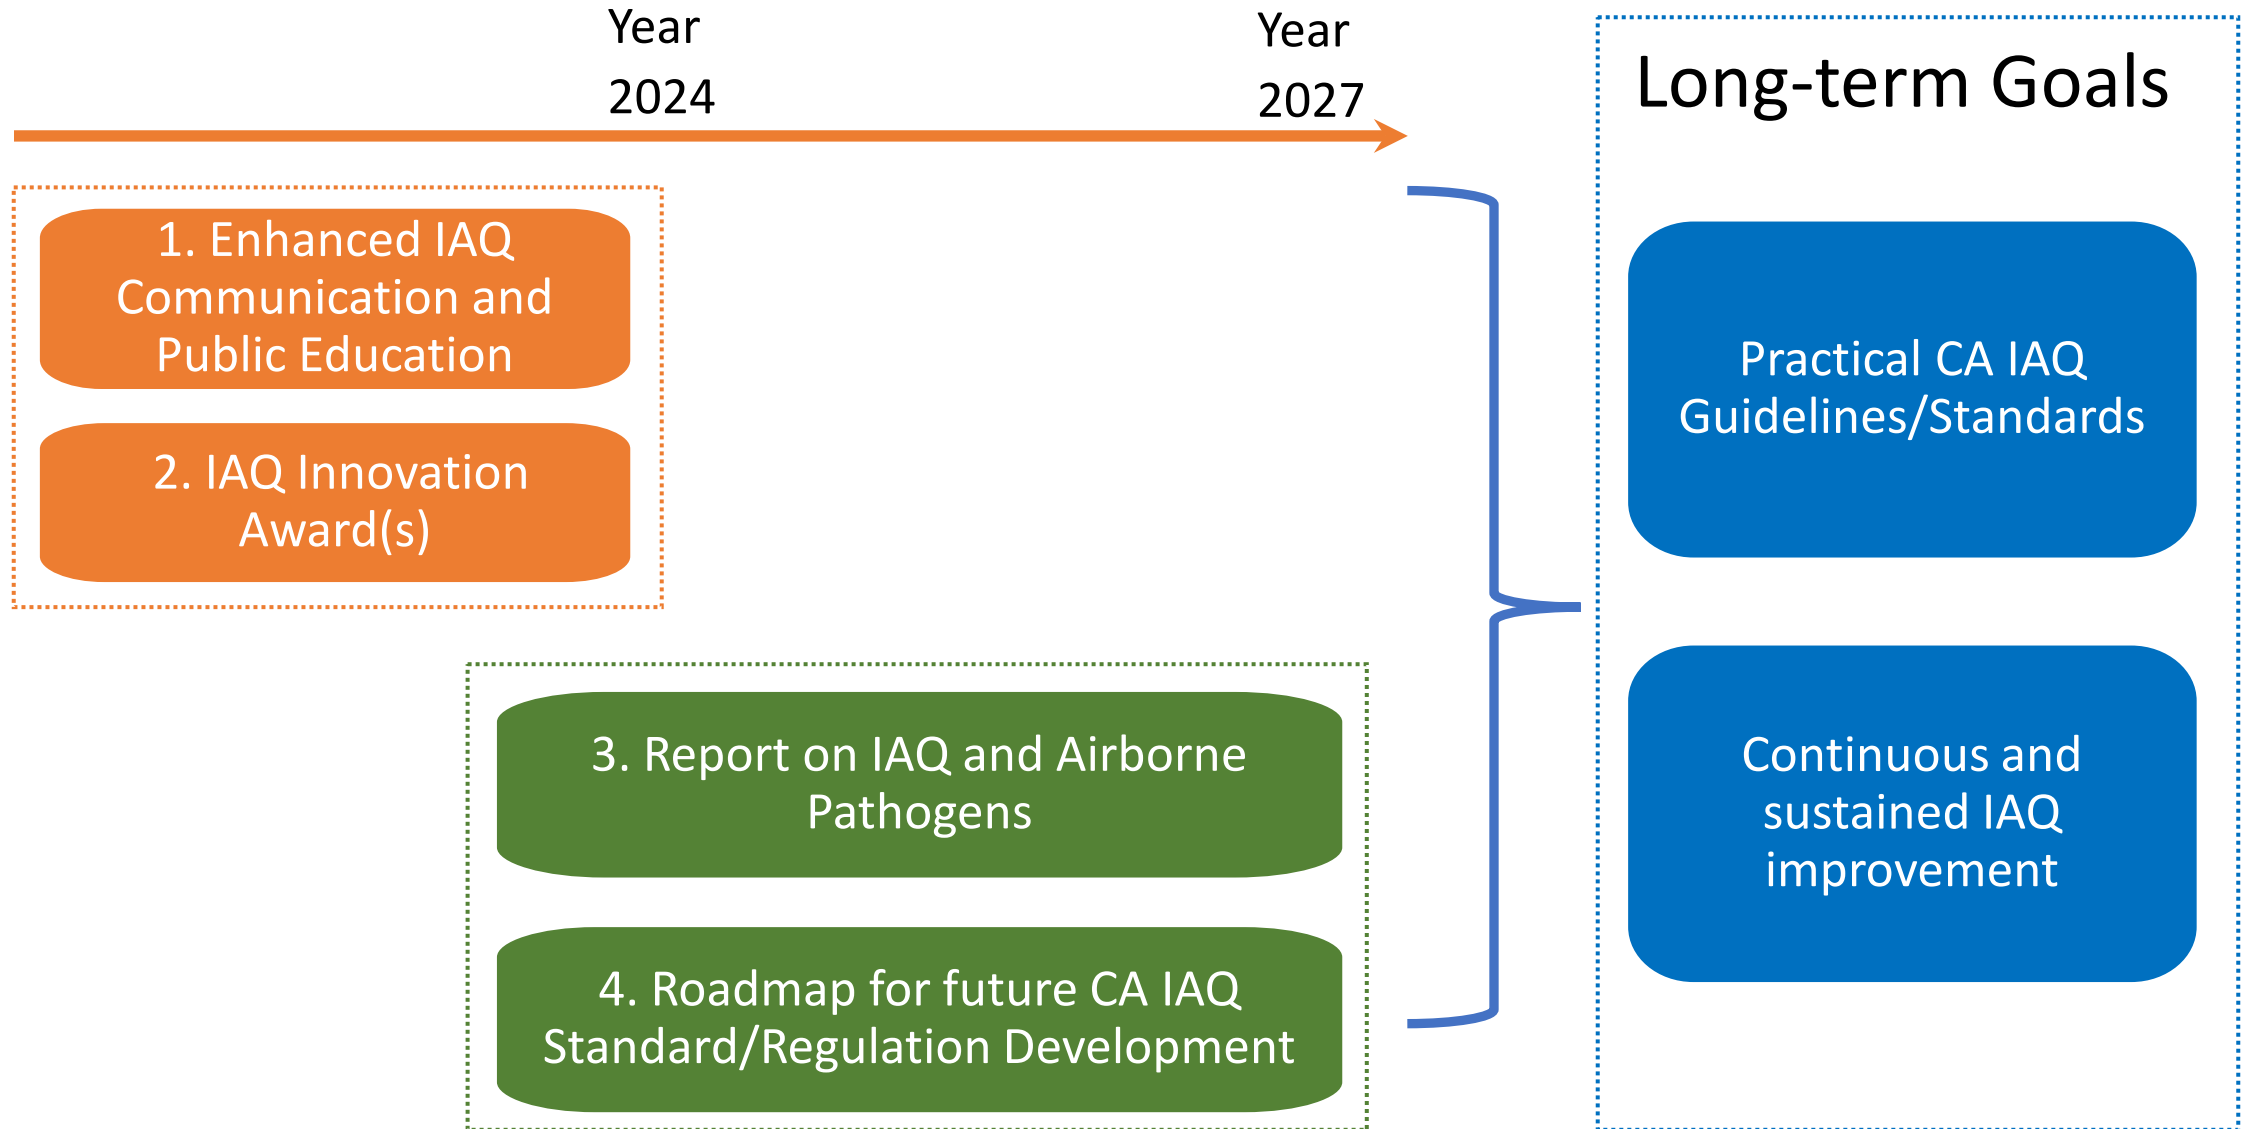 Year
2024
Year
2027
Long-term Goals
1. Enhanced IAQ
Communication and
Public Education
2. IAQ Innovation
Award(s)
3. Report on IAQ and Airborne
Pathogens
4. Roadmap for future CA IAQ
Standard/Regulation Development
Practical CA IAQ
Guidelines/Standards
Continuous and
sustained IAQ
improvement